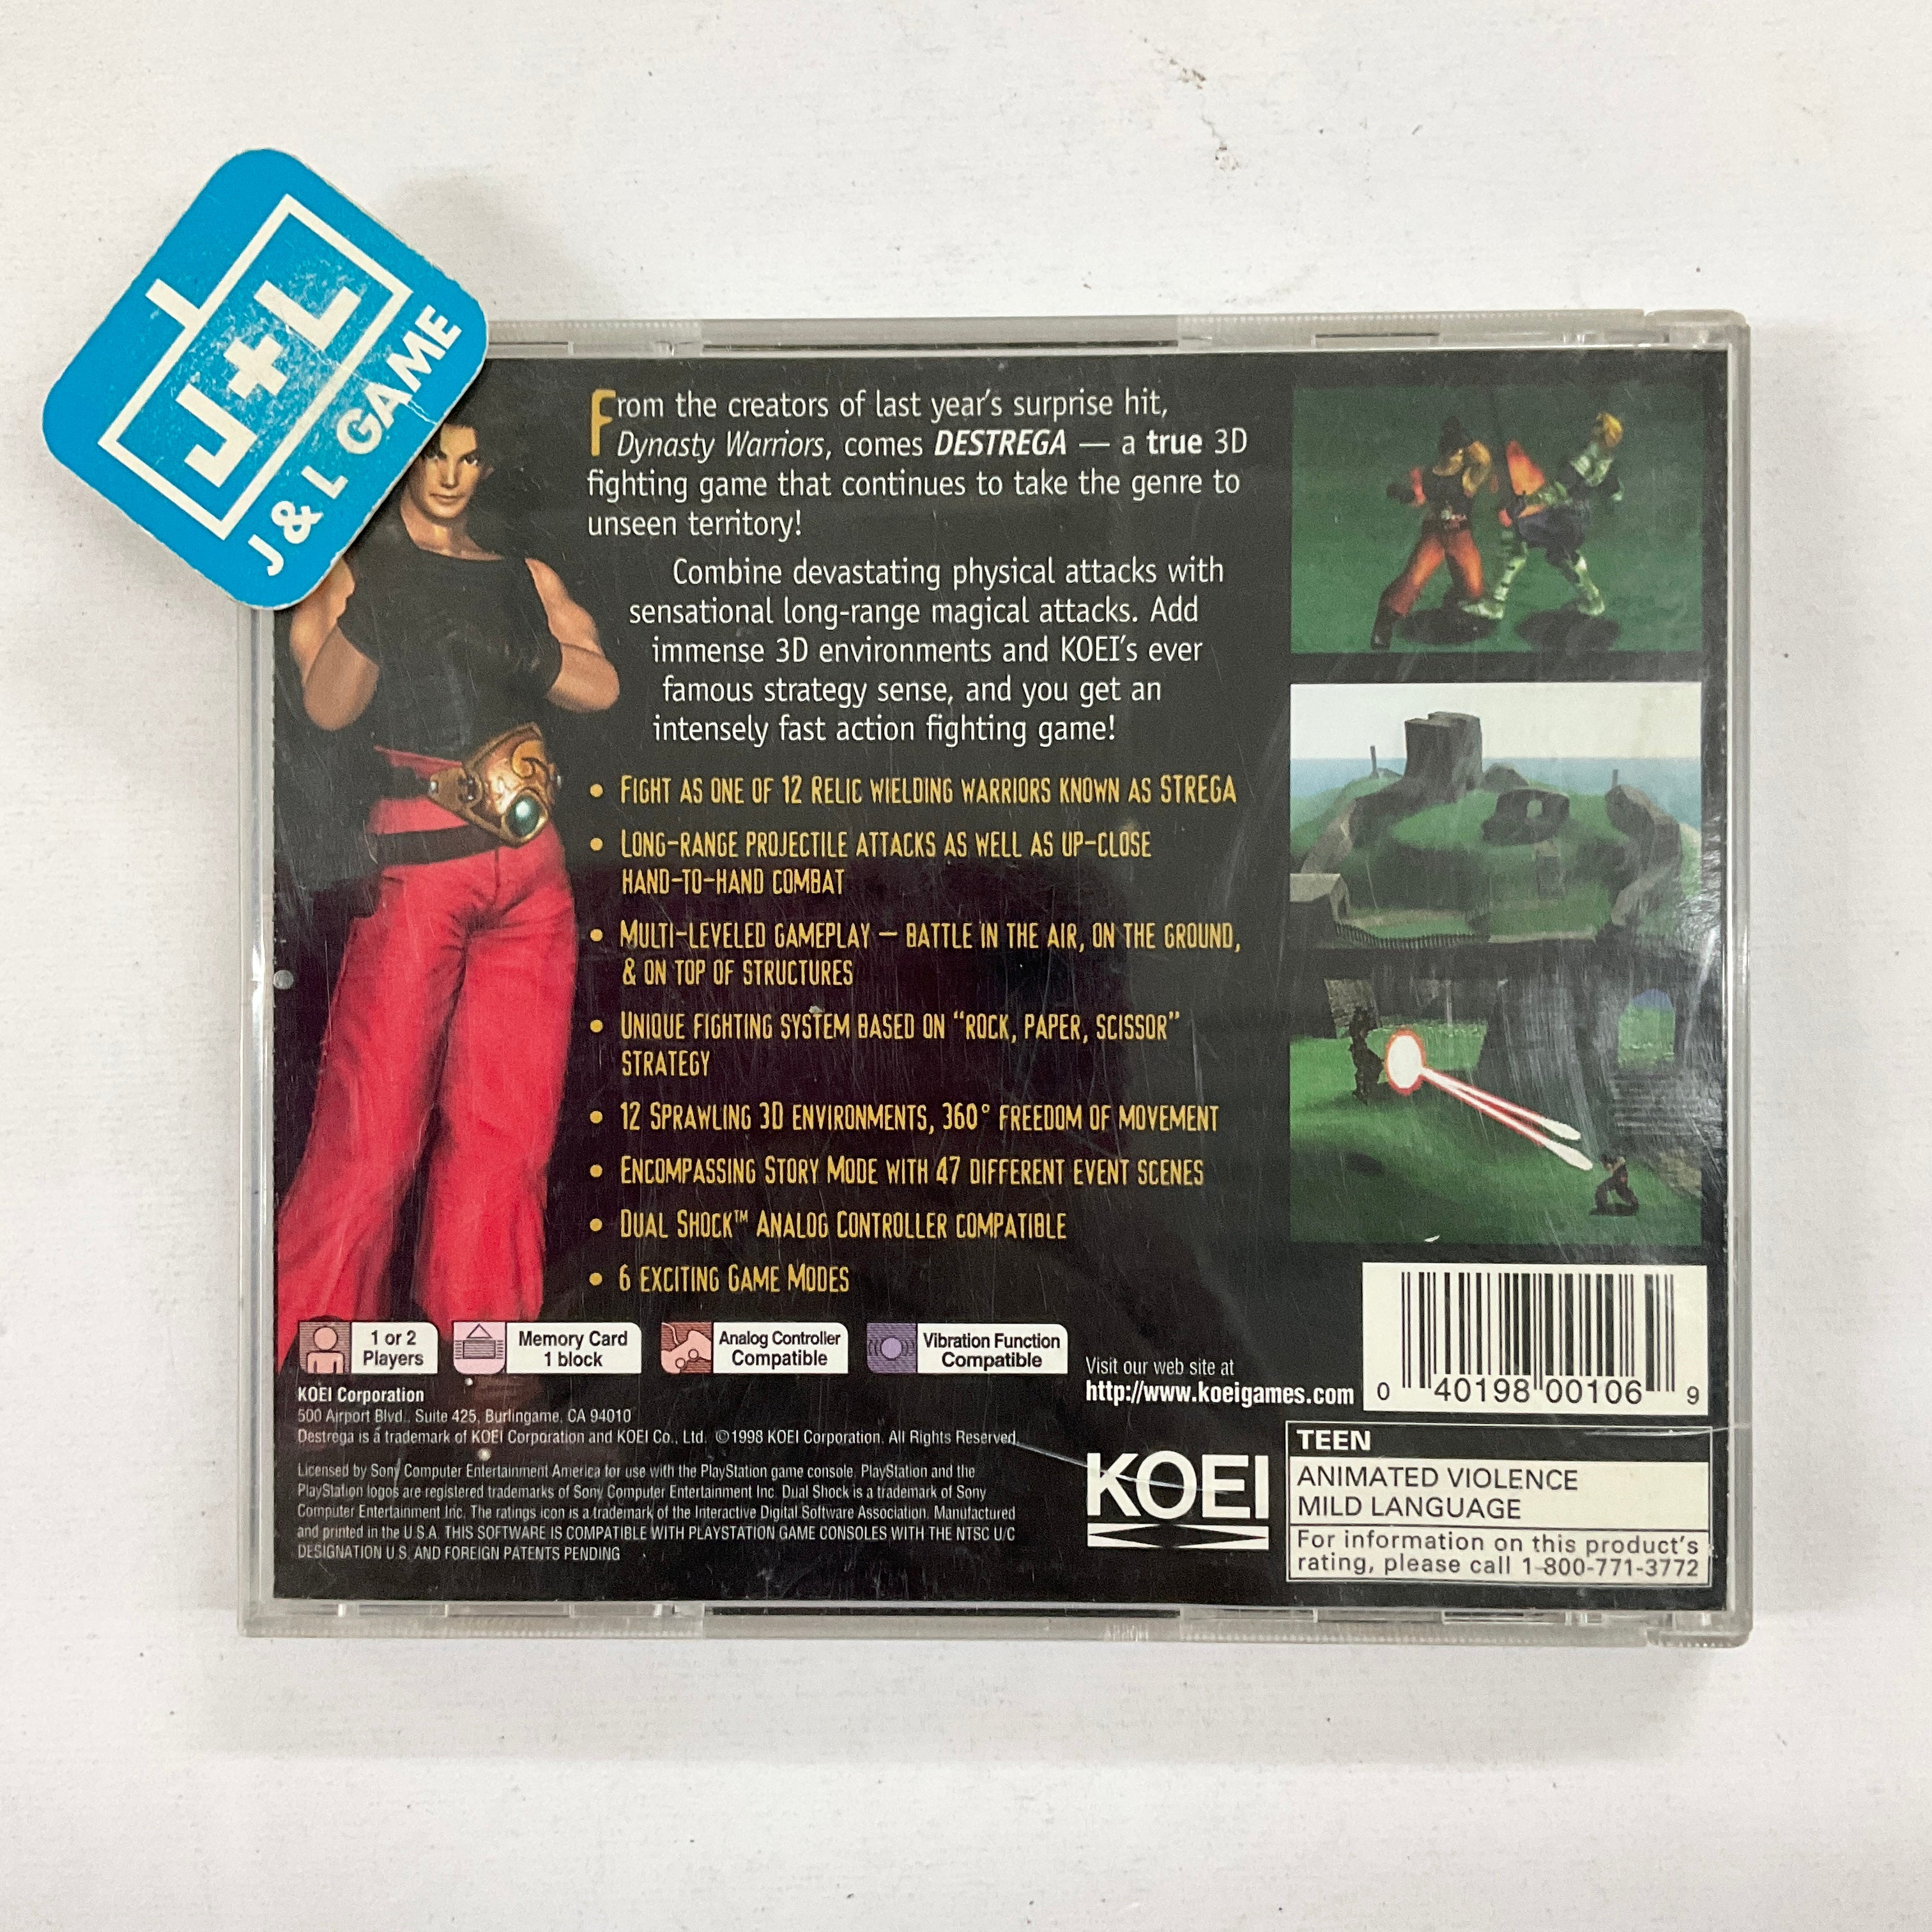 J+L
J & L GAME
From the creators of last year's surprise hit,
Dynasty Warriors, comes DESTREGA — a true 3D
fighting game that continues to take the genre to
unseen territory!
Combine devastating physical attacks with
sensational long-range magical attacks. Add
immense 3D environments and KOEI's ever
famous strategy sense, and you get an
intensely fast action fighting game!
• FIGHT AS ONE OF 12 RELIC WIELDING WARRIORS KNOWN AS STREGA
• LONG-RANGE PROJECTILE ATTACKS AS WELL AS UP-CLOSE
HAND-TO-HAND COMBAT
• MULTI-LEVELED GAMEPLAY — BATTLE IN THE AIR, ON THE GROUND,
& ON TOP OF STRUCTURES
• UNIQUE FIGHTING SYSTEM BASED ON “ROCK, PAPER, SCISSOR”
STRATEGY
• 12 SPRAWLING 3D ENVIRONMENTS, 360° FREEDOM OF MOVEMENT
• ENCOMPASSING STORY MODE WITH 47 DIFFERENT EVENT SCENES
• DUAL SHOCK™ ANALOG CONTROLLER COMPATIBLE
• 6 EXCITING GAME MODES
1 or 2
Players
Memory Card
1 block
Analog Controller
Compatible
Vibration Function
Compatible
Visit our web site at
http://www.koeigames.com
0 40198 00106 9
KOEI Corporation
500 Airport Blvd., Suite 425, Burlingame, CA 94010
Destrega is a trademark of KOEI Corporation and KOEI Co., Ltd. ©1998 KOEI Corporation. All Rights Reserved.
Licensed by Sony Computer Entertainment America for use with the PlayStation game console. PlayStation and the
PlayStation logos are registered trademarks of Sony Computer Entertainment Inc. Dual Shock is a trademark of Sony
Computer Entertainment Inc. The ratings icon is a trademark of the Interactive Digital Software Association. Manufactured
and printed in the U.S.A. THIS SOFTWARE IS COMPATIBLE WITH PLAYSTATION GAME CONSOLES WITH THE NTSC U/C
DESIGNATION U.S. AND FOREIGN PATENTS PENDING
KOEI
TEEN
ANIMATED VIOLENCE
MILD LANGUAGE
For information on this product's
rating, please call 1-800-771-3772